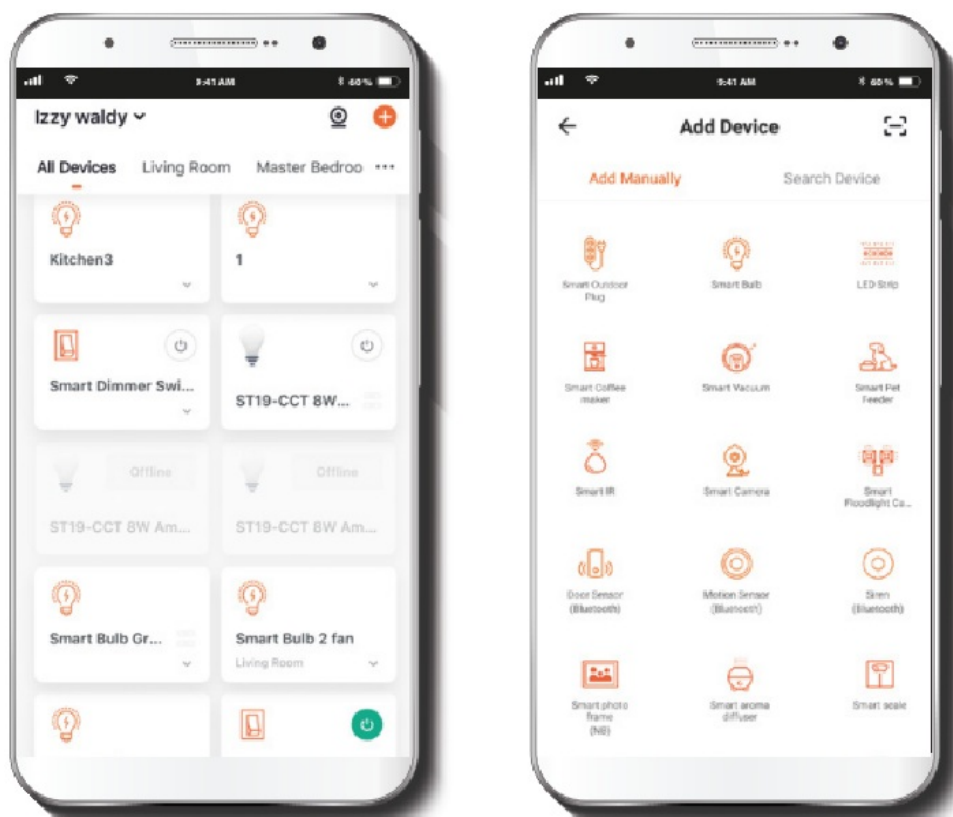 9:41 AM
60%
Izzy waldy
All Devices
Living Room
Master Bedroo
Kitchen3
1
Smart Dimmer Swi...
ST19-CCT 8W...
Offline
Offline
ST19-CCT 8W Am...
ST19-CCT 8W Am...
Smart Bulb Gr...
Smart Bulb 2 fan
Living Room
9:41 AM
60%
Add Device
Add Manually
Search Device
Smart Outdoor
Plug
Smart Bulb
LED Strip
Smart Coffee
maker
Smart Vacuum
Smart Pet
Feeder
Smart IR
Smart Camera
Smart
Floodlight Ca...
Door Sensor
(Bluetooth)
Motion Sensor
(Bluetooth)
Siren
(Bluetooth)
Smart photo
frame
(NB)
Smart aroma
diffuser
Smart scale